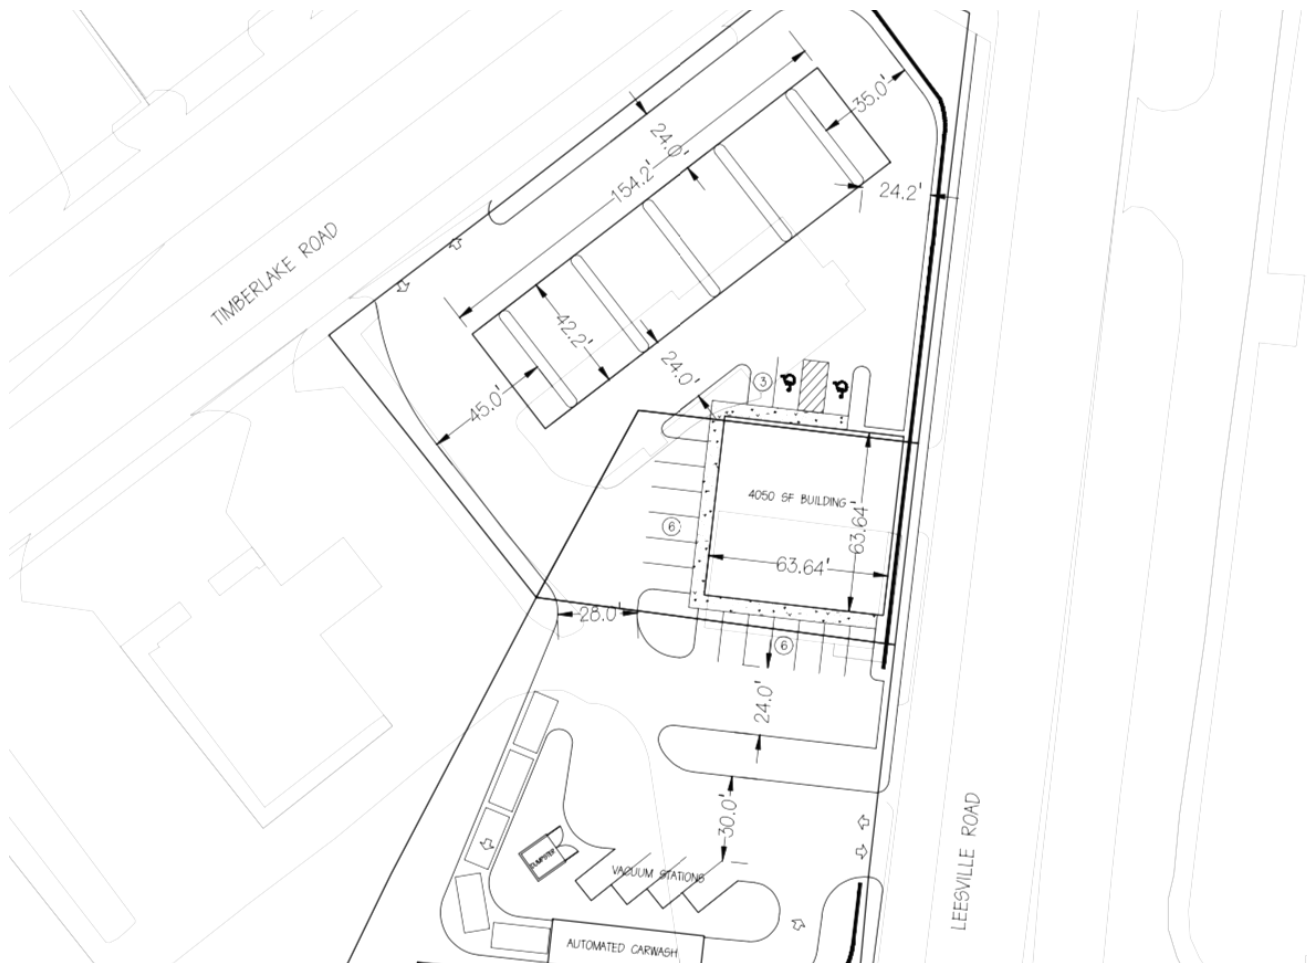 35.0'
24.0'
154.2'
24.2'
TIMBERLAKE ROAD
42.2'
24.0'
3
45.0'
4050 SF BUILDING
63.64'
6
63.64'
28.0'
6
24.0'
30.0'
DUMPSTER
VACUUM STATIONS
LEESVILLE ROAD
AUTOMATED CARWASH